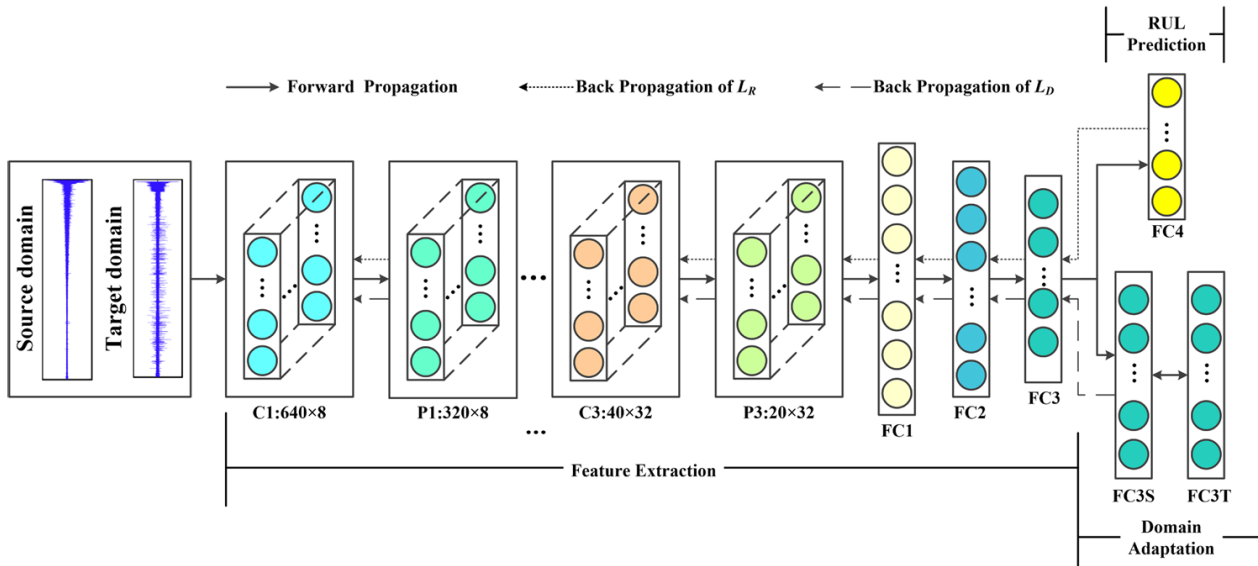 RUL
Prediction
Forward Propagation
Back Propagation of L_R
Back Propagation of L_D
Source domain
Target domain
C1:640×8
P1:320×8
...
C3:40×32
P3:20×32
FC1
FC2
FC3
FC4
FC3S
FC3T
Feature Extraction
Domain
Adaptation